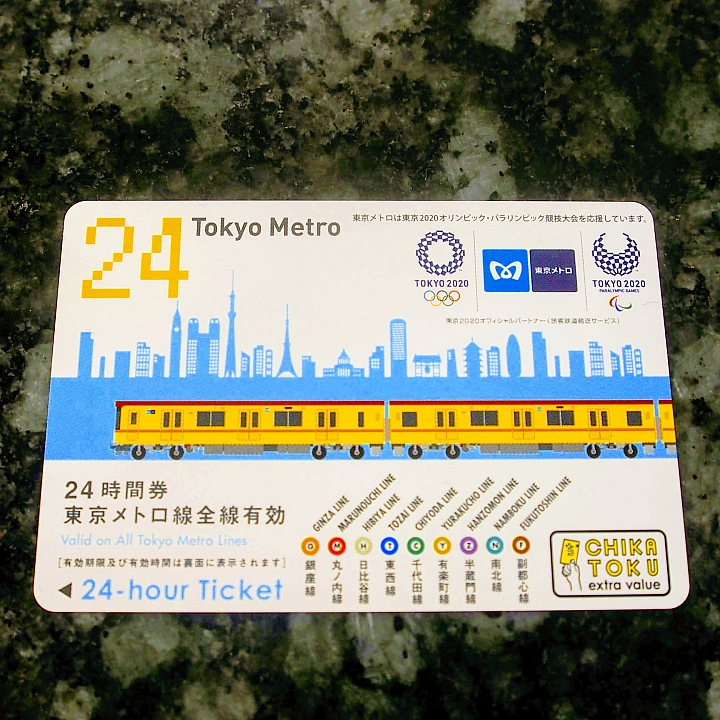 24 Tokyo Metro
東京メトロは東京2020オリンピック・パラリンピック競技大会を応援しています。
TOKYO 2020
東京メトロ
TOKYO 2020
PARALYMPIC GAMES
東京2020オフィシャルパートナー（旅客鉄道輸送サービス）
24時間券
東京メトロ線全線有効
Valid on All Tokyo Metro Lines
[有効期限及び有効時間は裏面に表示されます]
24-hour Ticket
GINZA LINE
MARUNOUCHI LINE
HIBIYA LINE
TOZAI LINE
CHIYODA LINE
YURAKUCHO LINE
HANZOMON LINE
NAMBOKU LINE
FUKUTOSHIN LINE
G M H T C Y Z N F
銀座線
丸ノ内線
日比谷線
東西線
千代田線
有楽町線
半蔵門線
南北線
副都心線
CHIKA
TOKU
extra value